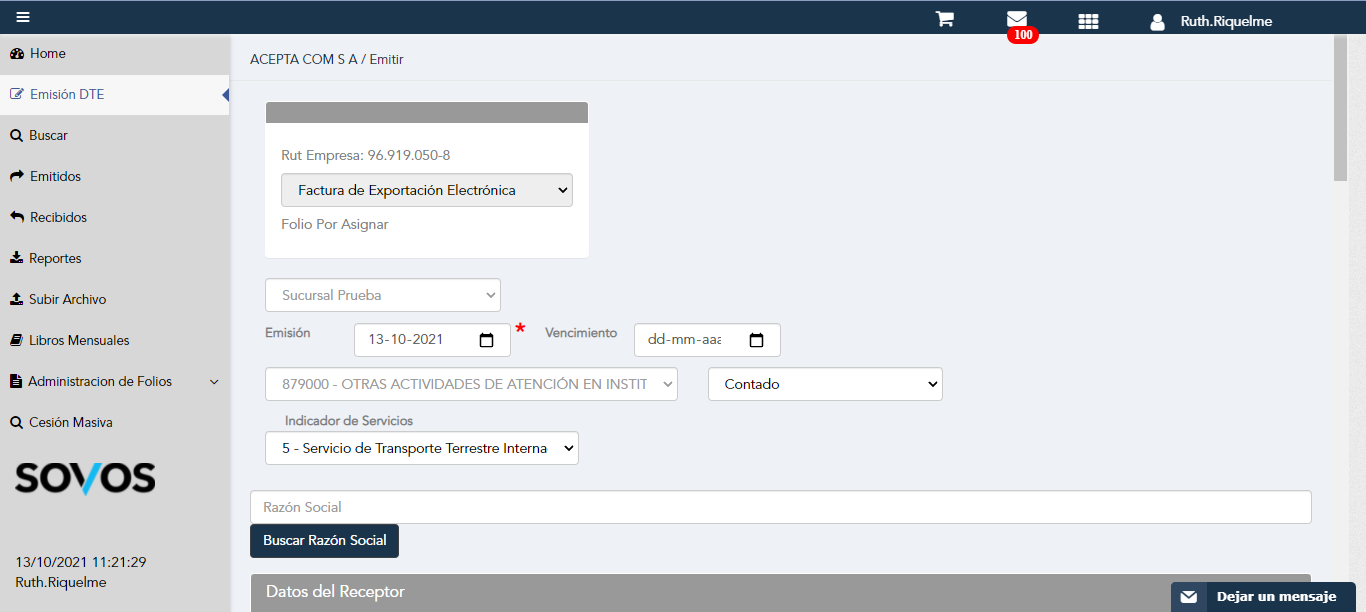 Ruth.Riquelme
100
Home
Emisión DTE
Buscar
Emitidos
Recibidos
Reportes
Subir Archivo
Libros Mensuales
Administracion de Folios
Cesión Masiva
SOVOS
13/10/2021 11:21:29
Ruth.Riquelme
ACEPTA COM S A / Emitir
Rut Empresa: 96.919.050-8
Factura de Exportación Electrónica
Folio Por Asignar
Sucursal Prueba
Emisión 13-10-2021 * Vencimiento dd-mm-aaa
879000 - OTRAS ACTIVIDADES DE ATENCIÓN EN INSTIT Contado
Indicador de Servicios
5 - Servicio de Transporte Terrestre Interna
Razón Social
Buscar Razón Social
Datos del Receptor
Dejar un mensaje